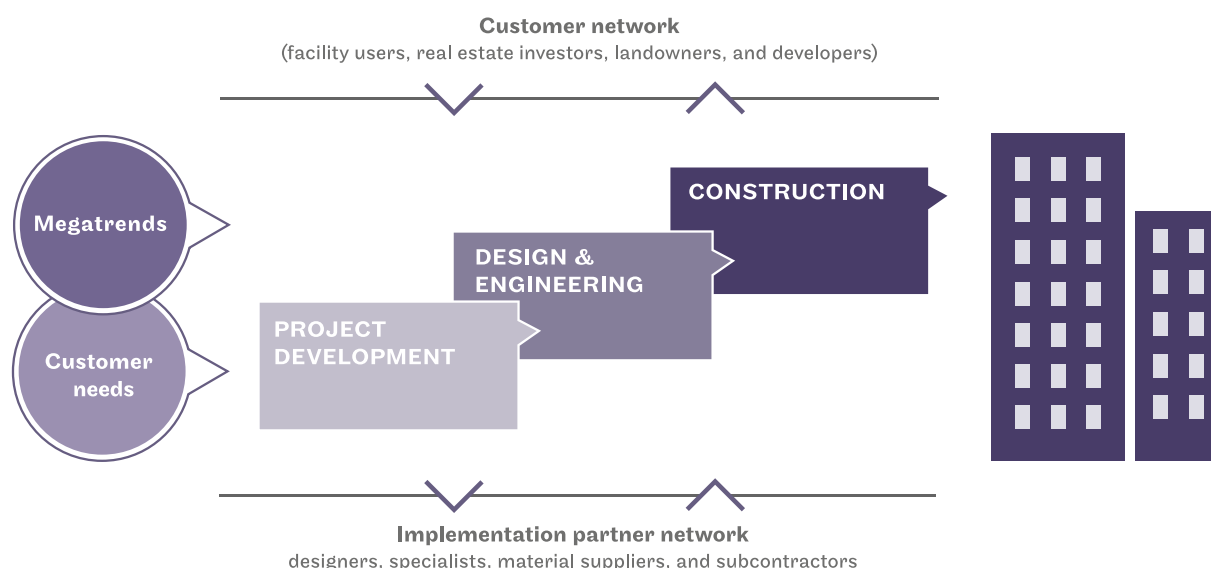 Customer network
(facility users, real estate investors, landowners, and developers)
Megatrends
Customer
needs
CONSTRUCTION
DESIGN &
ENGINEERING
PROJECT
DEVELOPMENT
Implementation partner network
designers, specialists, material suppliers, and subcontractors